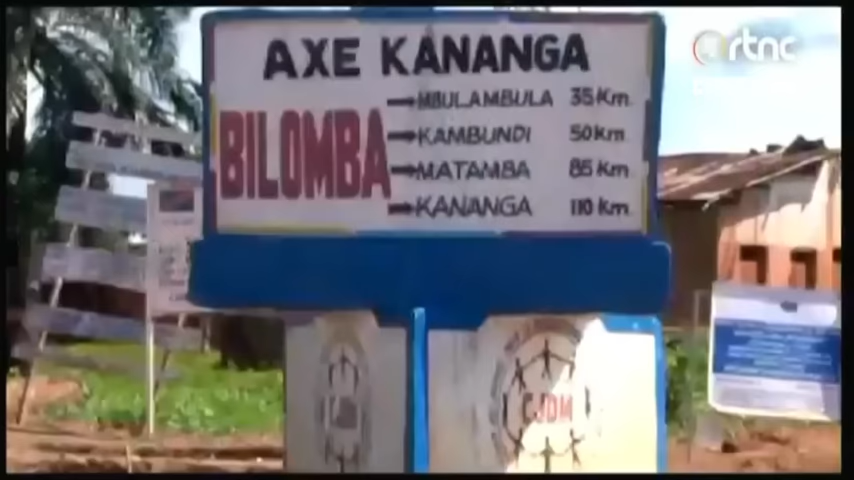 rtnc
AXE KANANGA
BILOMBA
MBULAMBULA 35 Km
KAMBUNDI 50 Km
MATAMBA 85 Km
KANANGA 110 Km
CJDM